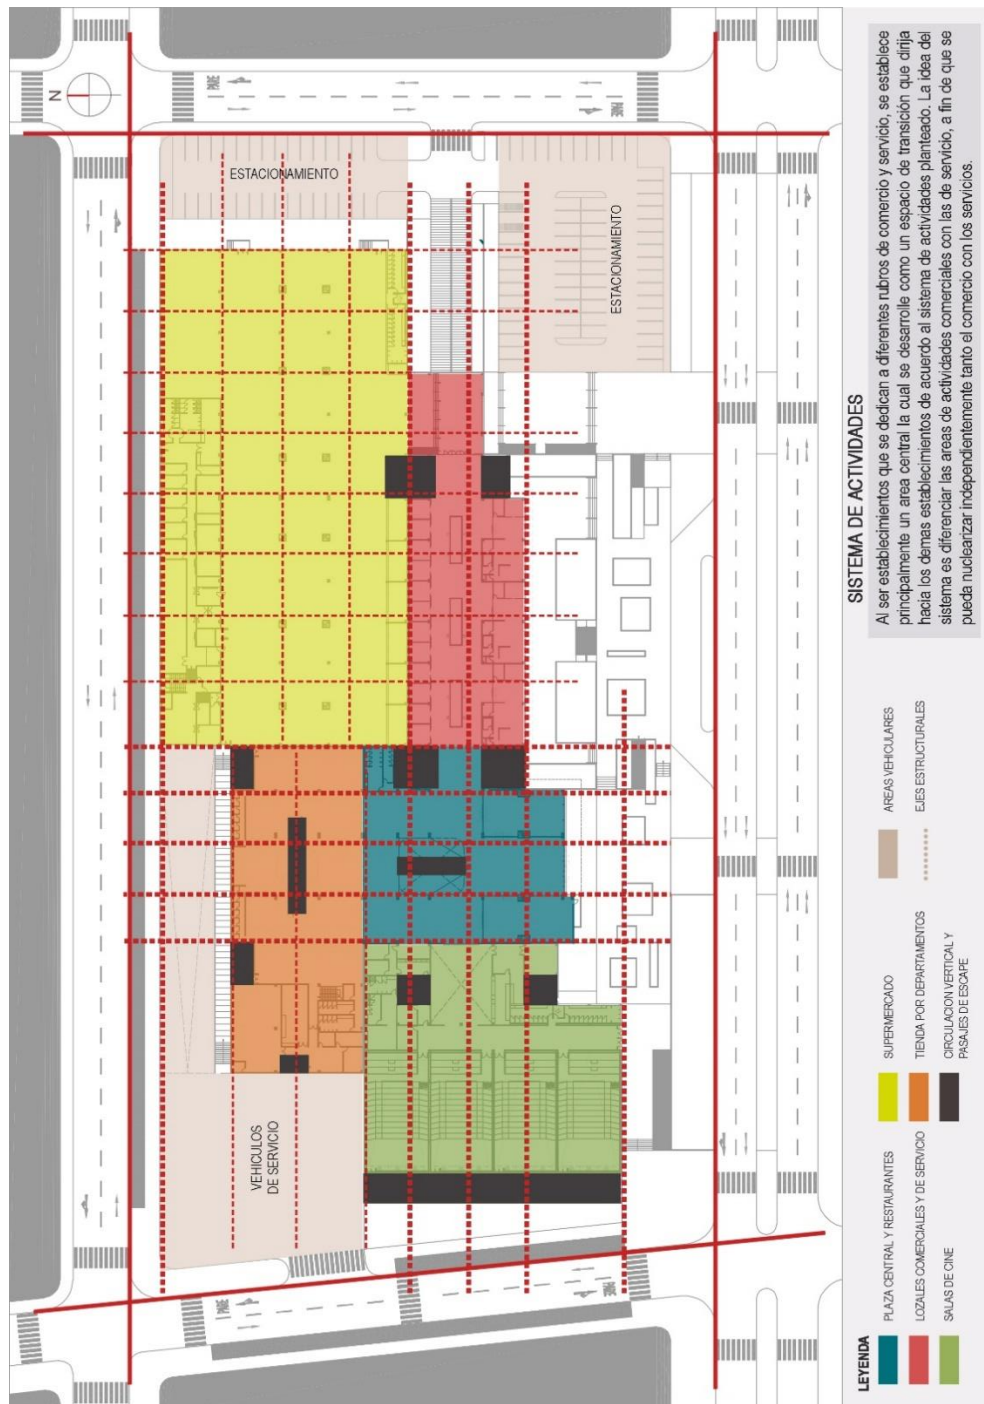 N
PARE
PARE
ESTACIONAMIENTO
ESTACIONAMIENTO
VEHICULOS
DE SERVICIO
PARE
PARE
SISTEMA DE ACTIVIDADES
Al ser establecimientos que se dedican a diferentes rubros de comercio y servicio, se establece
principalmente un area central la cual se desarrolle como un espacio de transición que dirija
hacia los demas establecimientos de acuerdo al sistema de actividades planteado. La idea del
sistema es diferenciar las areas de actividades comerciales con las de servicio, a fin de que se
pueda nuclearizar independientemente tanto el comercio con los servicios.
LEYENDA
PLAZA CENTRAL Y RESTAURANTES
LOZALES COMERCIALES Y DE SERVICIO
SALAS DE CINE
SUPERMERCADO
TIENDA POR DEPARTAMENTOS
CIRCULACION VERTICAL Y
PASAJES DE ESCAPE
AREAS VEHICULARES
EJES ESTRUCTURALES